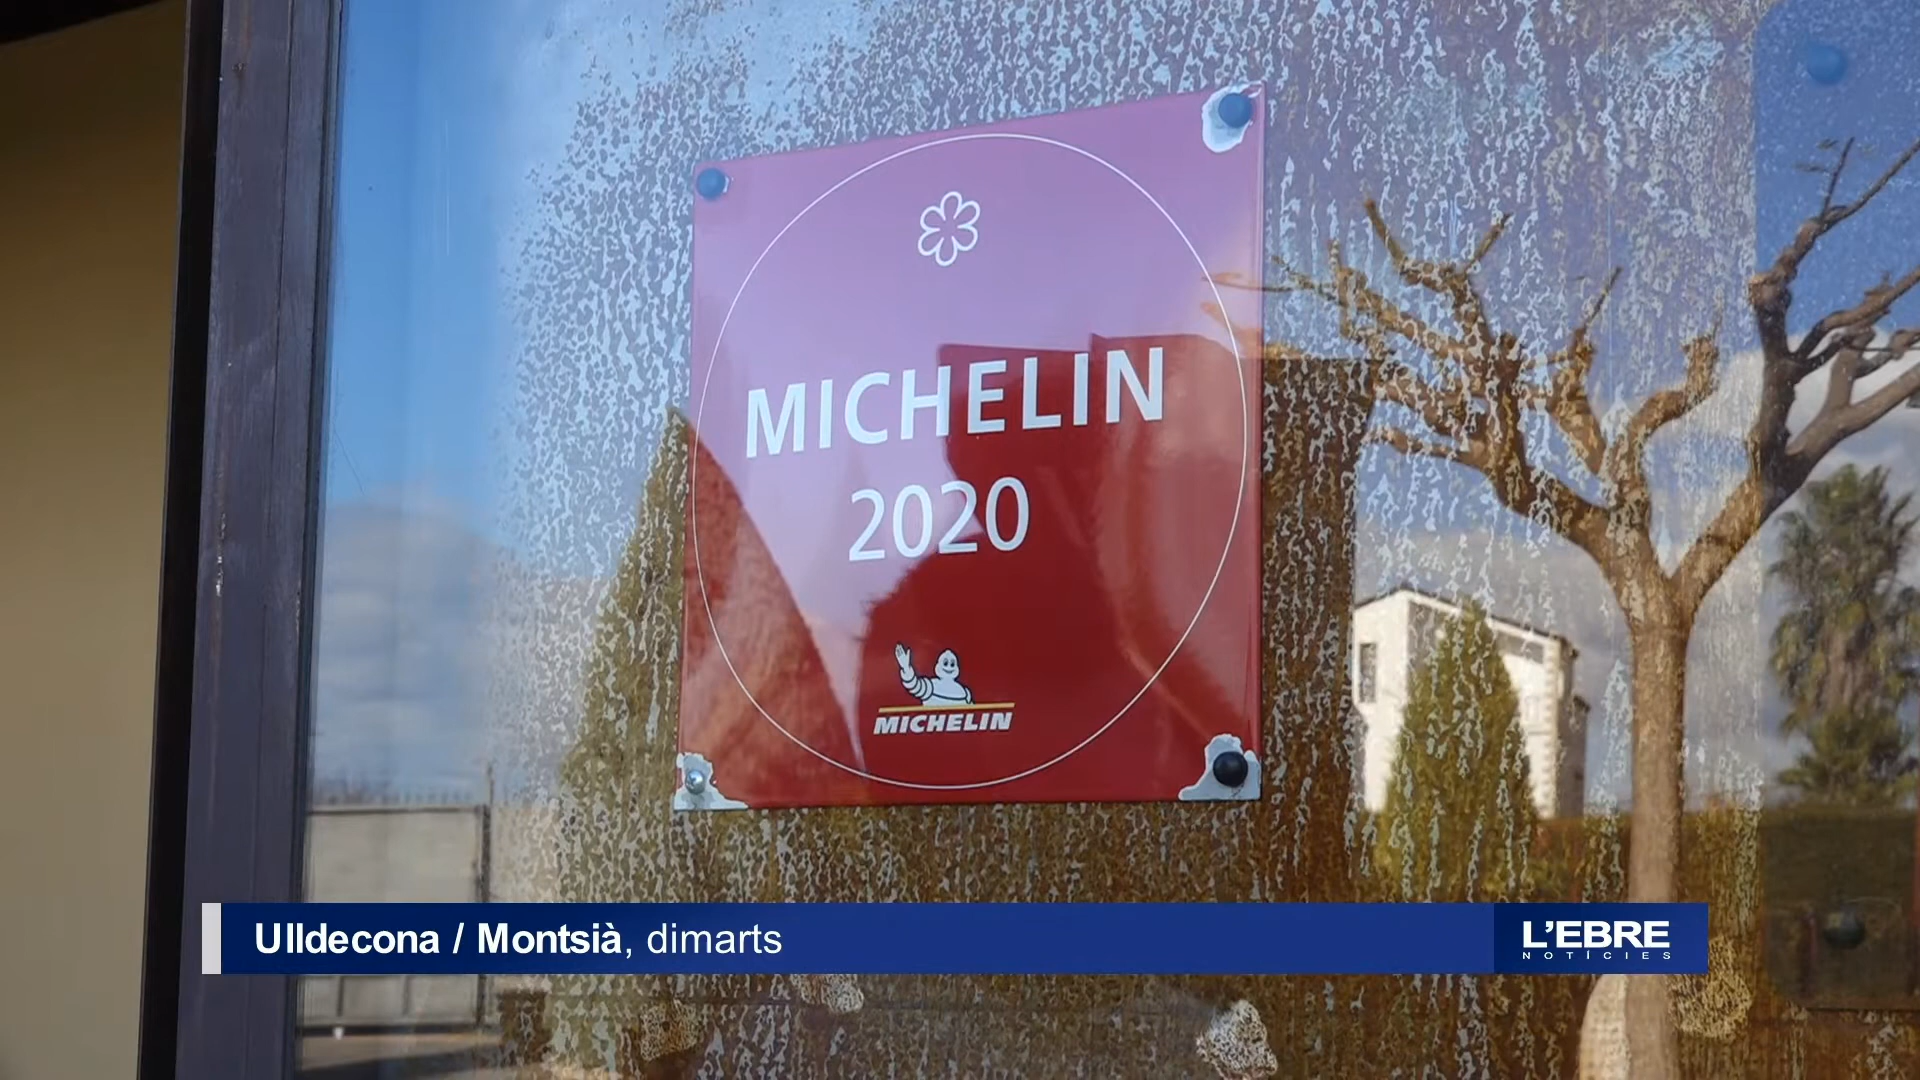 MICHELIN
2020
MICHELIN
Ulldecona / Montsià, dimarts
L'EBRE
NOTÍCIES